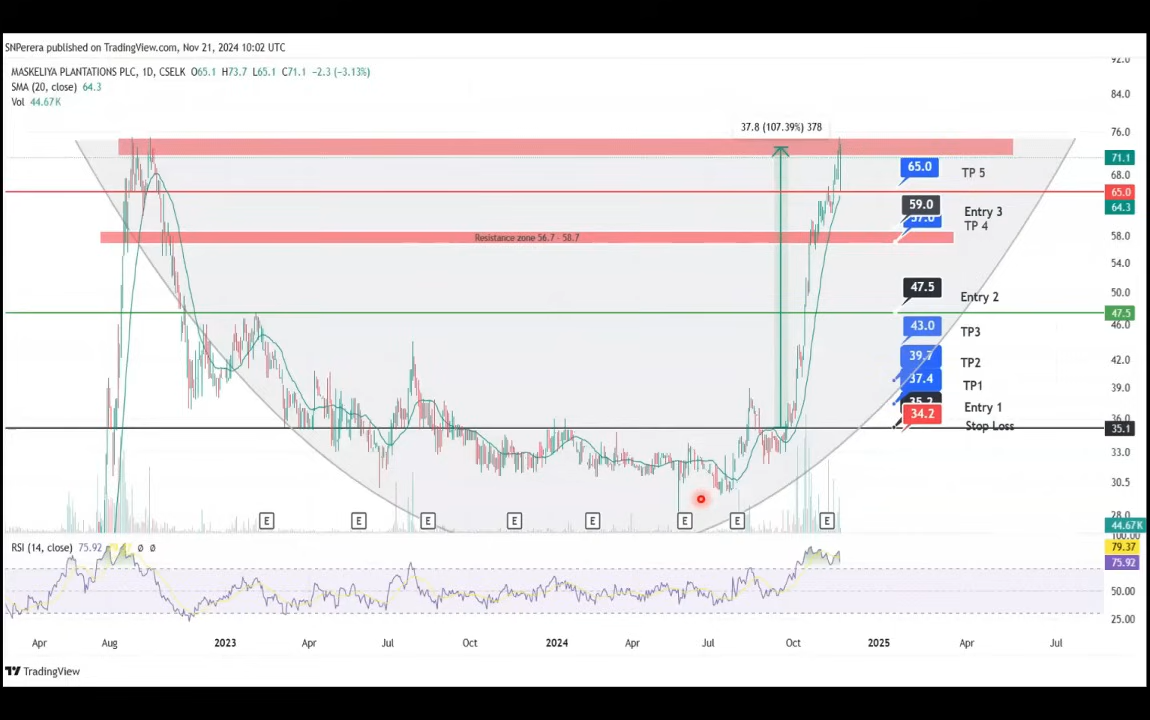 SNPerera published on TradingView.com, Nov 21, 2024 10:02 UTC
MASKELIYA PLANTATIONS PLC, 1D, CSELK O65.1 H73.7 L65.1 C71.1 −2.3 (−3.13%)
SMA (20, close) 64.3
Vol 44.67K
92.0
84.0
37.8 (107.39%) 378
76.0
71.1
65.0 TP 5
68.0
65.0
59.0 Entry 3
64.3
57.0 TP 4
Resistance zone 56.7 - 58.7
58.0
54.0
47.5 Entry 2
50.0
47.5
43.0 TP3
46.0
39.7 TP2
42.0
37.4 TP1
39.0
35.2 Entry 1
36.0
34.2 Stop Loss
35.1
33.0
30.5
28.0
E E E E E E E E
44.67K
100.00
RSI (14, close) 75.92 Ø Ø
79.37
75.92
50.00
25.00
Apr Aug 2023 Apr Jul Oct 2024 Apr Jul Oct 2025 Apr Jul
TradingView